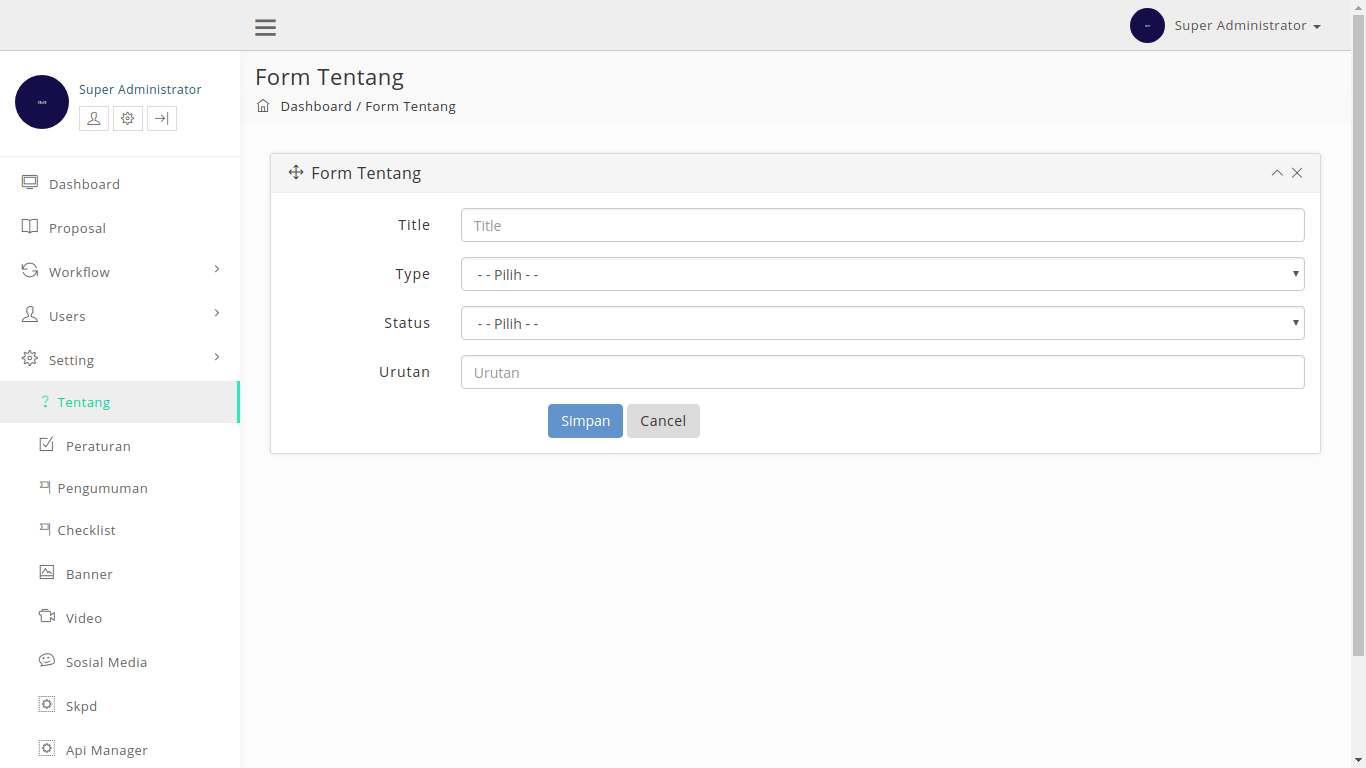 Super Administrator
Super Administrator
Form Tentang
Dashboard / Form Tentang
Dashboard
Proposal
Workflow
Users
Setting
Tentang
Peraturan
Pengumuman
Checklist
Banner
Video
Sosial Media
Skpd
Api Manager
Form Tentang
Title
Title
Type
- - Pilih - -
Status
- - Pilih - -
Urutan
Urutan
Simpan
Cancel